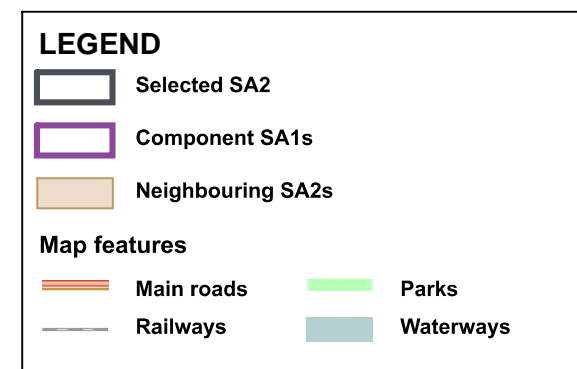 LEGEND
Selected SA2
Component SA1s
Neighbouring SA2s
Map features
Main roads
Parks
Railways
Waterways